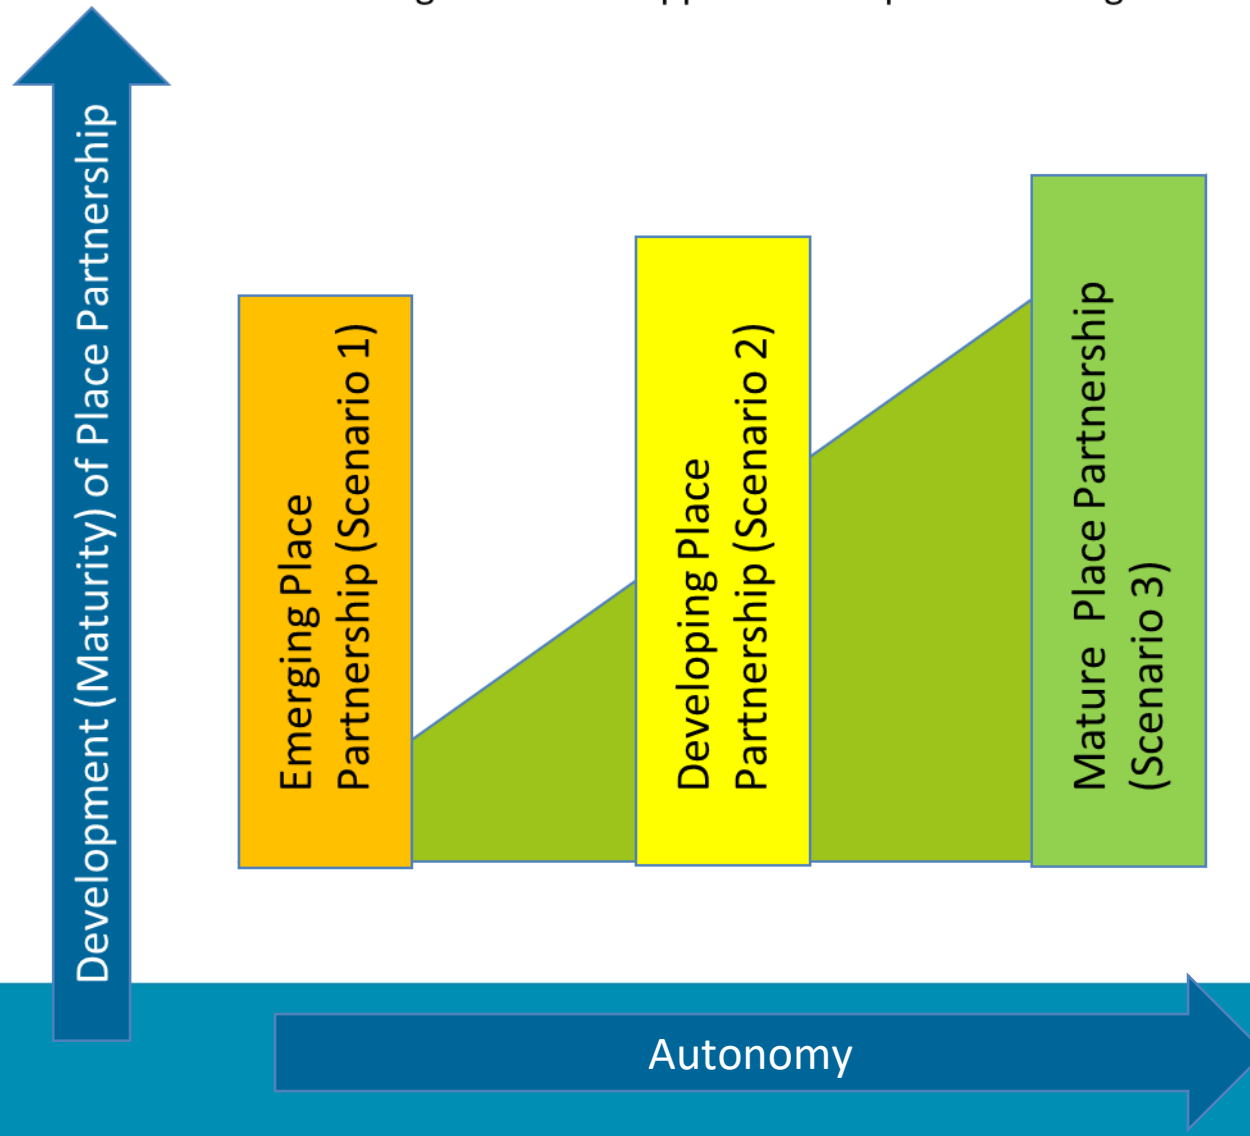 Development (Maturity) of Place Partnership
Emerging Place
Partnership (Scenario 1)
Developing Place
Partnership (Scenario 2)
Mature Place Partnership
(Scenario 3)
Autonomy